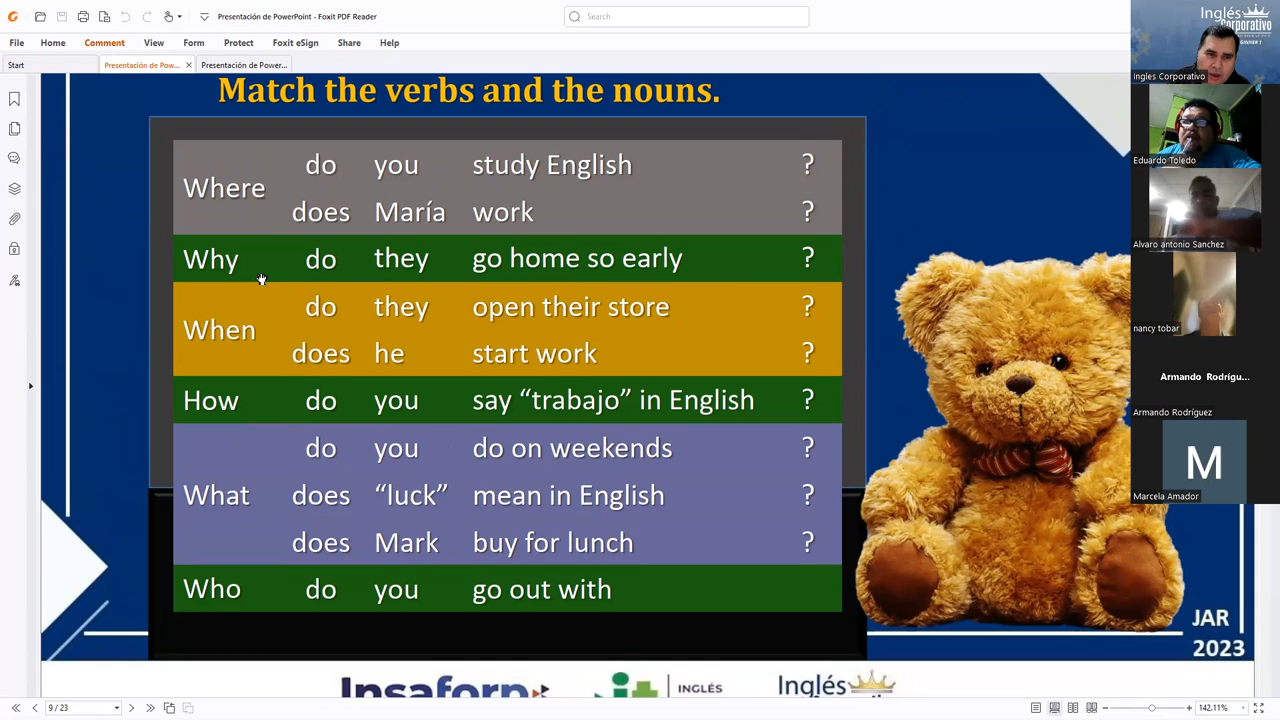 Presentación de PowerPoint - Foxit PDF Reader
Search
File Home Comment View Form Protect Foxit eSign Share Help
Start
Presentación de Pow...
Presentación de Power...
Match the verbs and the nouns.
Where do you study English ?
does María work ?
Why do they go home so early ?
When do they open their store ?
does he start work ?
How do you say “trabajo” in English ?
What do you do on weekends ?
does “luck” mean in English ?
does Mark buy for lunch ?
Who do you go out with
JAR
2023
Insaforp
INGLÉS
Inglés
9 / 23
142.11%
Inglés
Corporativo
Ingles Corporativo
Eduardo Toledo
Alvaro antonio Sanchez
nancy tobar
Armando Rodrígu...
Armando Rodríguez
M
Marcela Amador